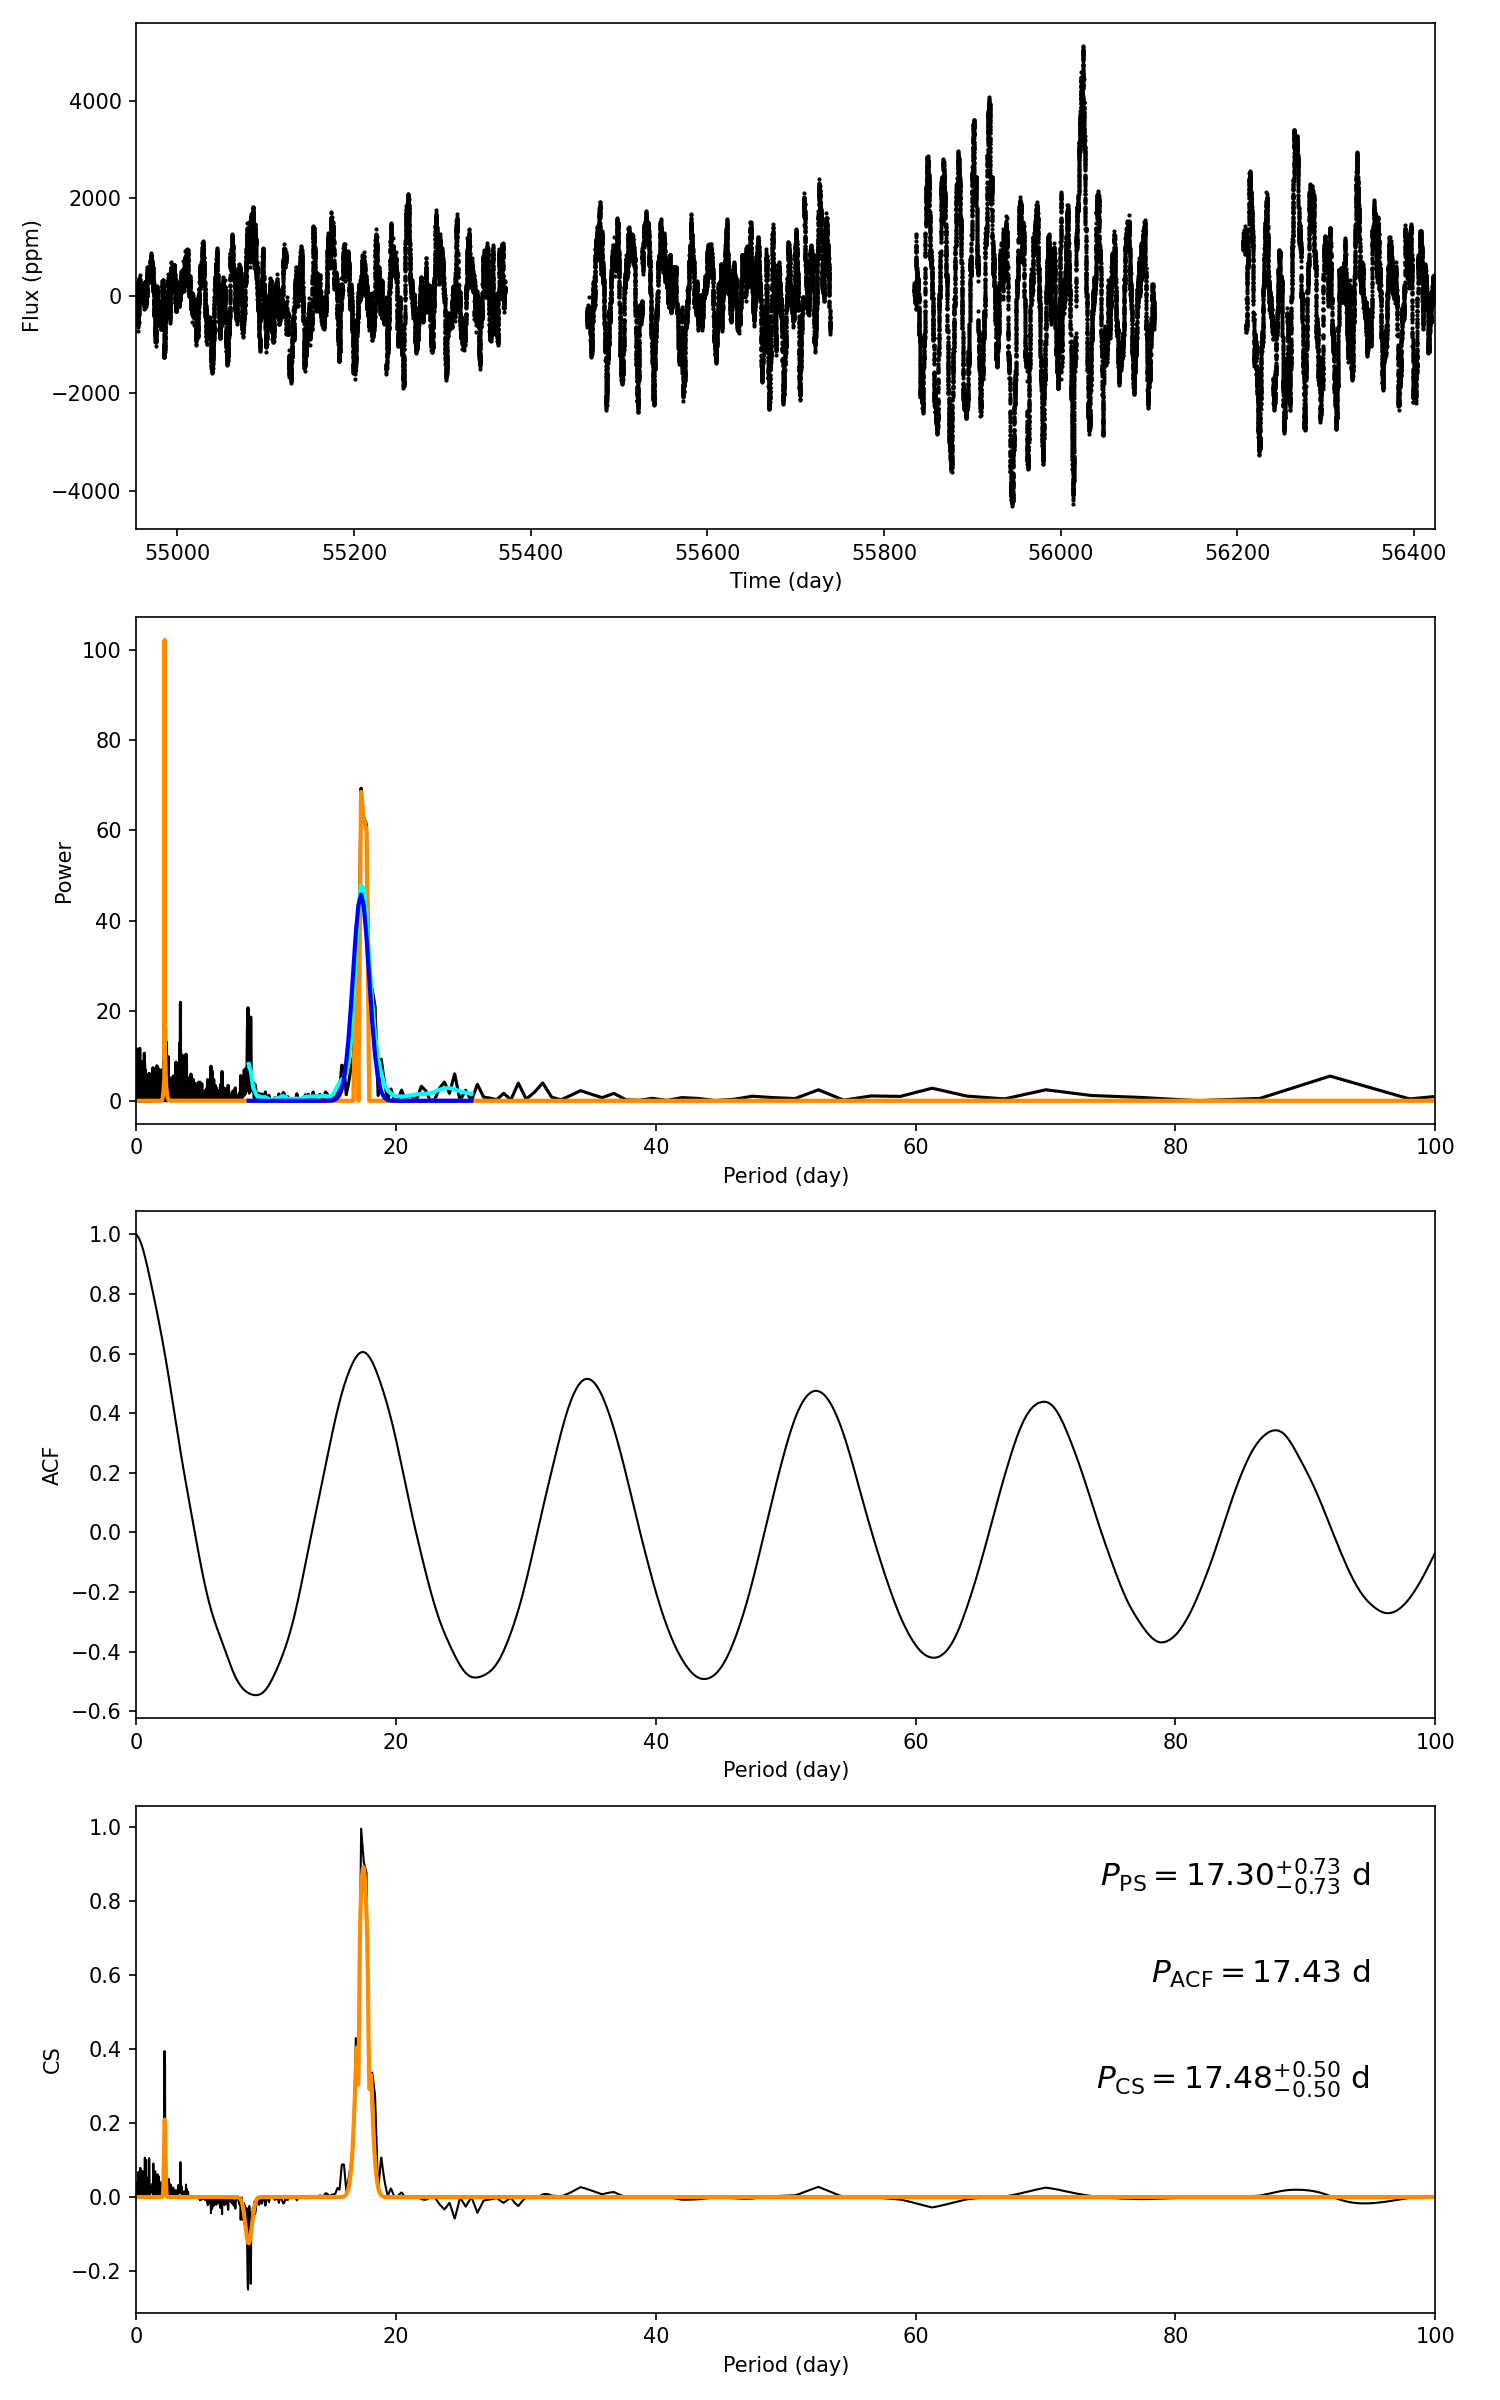 4000
2000
0
−2000
−4000
Flux (ppm)
55000 55200 55400 55600 55800 56000 56200 56400
Time (day)
100
80
60
40
20
0
Power
0 20 40 60 80 100
Period (day)
1.0
0.8
0.6
0.4
0.2
0.0
−0.2
−0.4
−0.6
ACF
0 20 40 60 80 100
Period (day)
1.0
0.8
0.6
0.4
0.2
0.0
−0.2
CS
P_PS = 17.30^{+0.73}_{−0.73} d
P_ACF = 17.43 d
P_CS = 17.48^{+0.50}_{−0.50} d
0 20 40 60 80 100
Period (day)